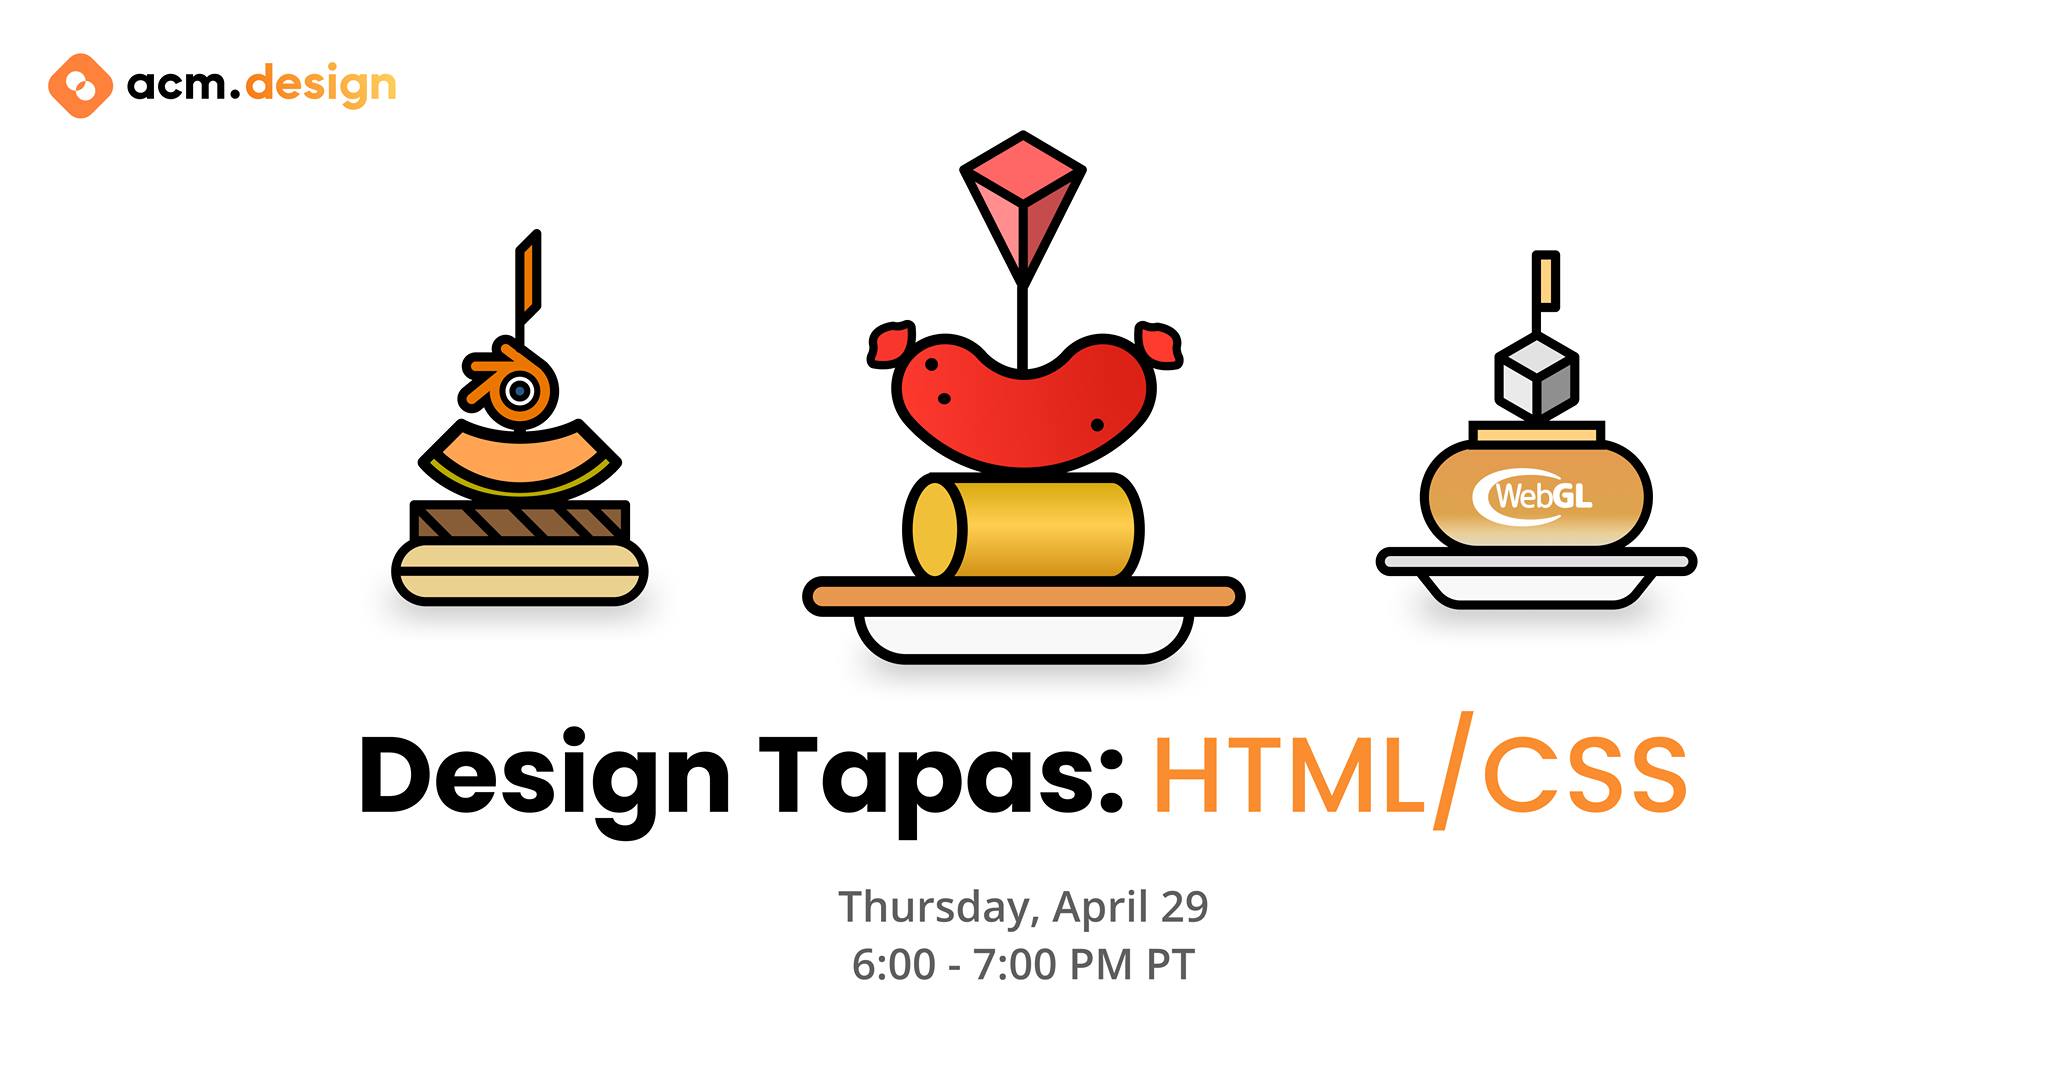 acm.design
WebGL
Design Tapas: HTML/CSS
Thursday, April 29
6:00 - 7:00 PM PT